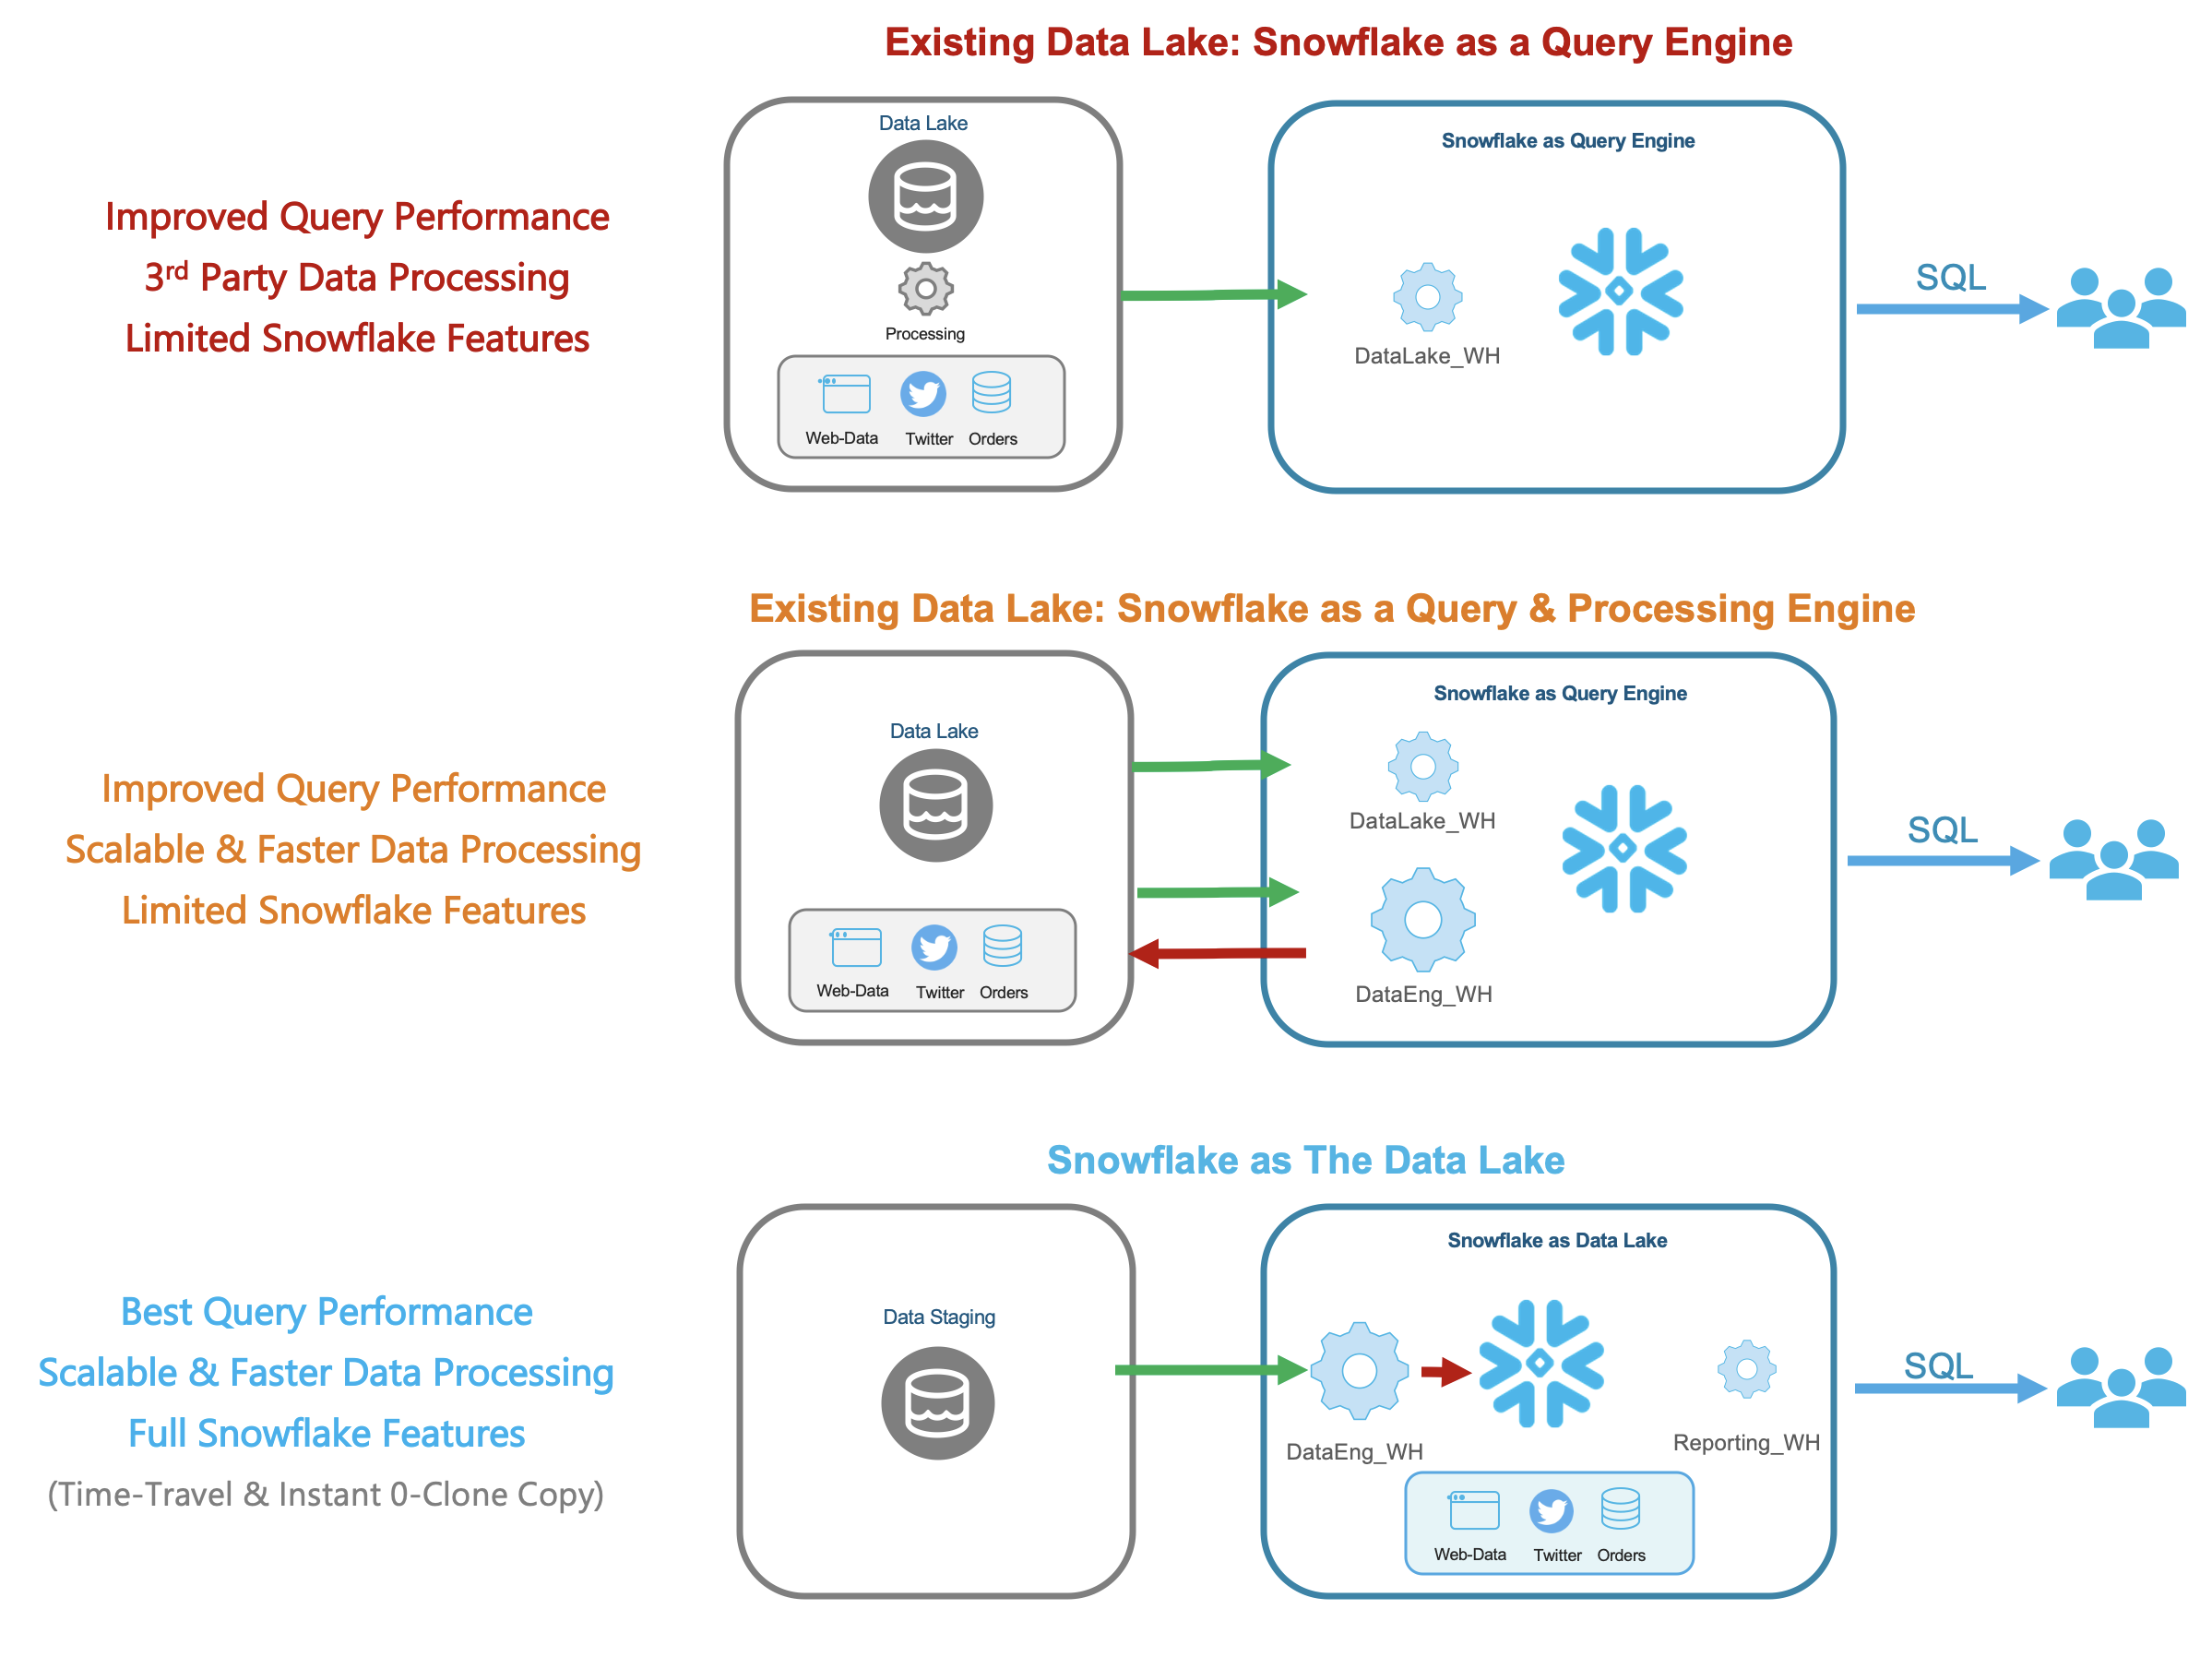 Existing Data Lake: Snowflake as a Query Engine
Improved Query Performance
3rd Party Data Processing
Limited Snowflake Features
Data Lake
Processing
Web-Data Twitter Orders
Snowflake as Query Engine
DataLake_WH
SQL
Existing Data Lake: Snowflake as a Query & Processing Engine
Improved Query Performance
Scalable & Faster Data Processing
Limited Snowflake Features
Data Lake
Web-Data Twitter Orders
Snowflake as Query Engine
DataLake_WH
DataEng_WH
SQL
Snowflake as The Data Lake
Best Query Performance
Scalable & Faster Data Processing
Full Snowflake Features
(Time-Travel & Instant 0-Clone Copy)
Data Staging
Snowflake as Data Lake
DataEng_WH
Reporting_WH
Web-Data Twitter Orders
SQL